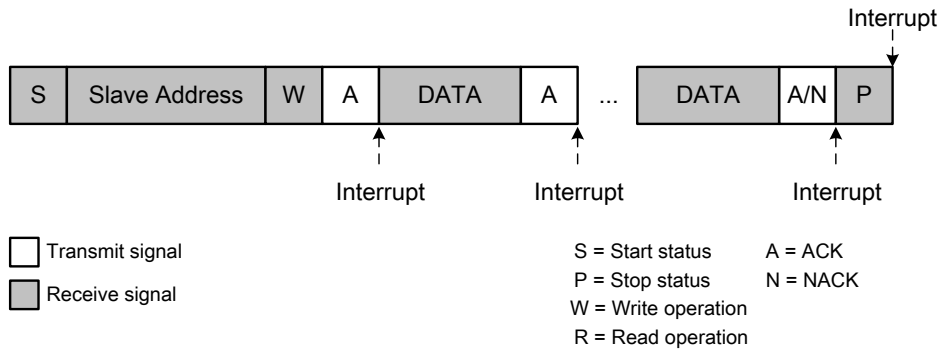 Interrupt
S Slave Address W A DATA A ... DATA A/N P
Interrupt Interrupt Interrupt
Transmit signal
Receive signal
S = Start status A = ACK
P = Stop status N = NACK
W = Write operation
R = Read operation